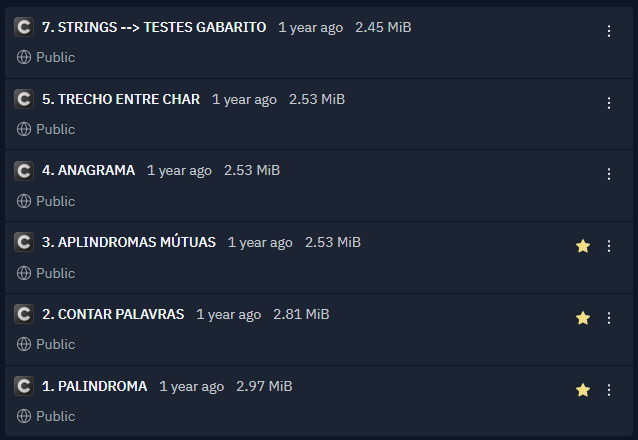 7. STRINGS --> TESTES GABARITO 1 year ago 2.45 MiB
Public
5. TRECHO ENTRE CHAR 1 year ago 2.53 MiB
Public
4. ANAGRAMA 1 year ago 2.53 MiB
Public
3. APLINDROMAS MÚTUAS 1 year ago 2.53 MiB
Public
2. CONTAR PALAVRAS 1 year ago 2.81 MiB
Public
1. PALINDROMA 1 year ago 2.97 MiB
Public